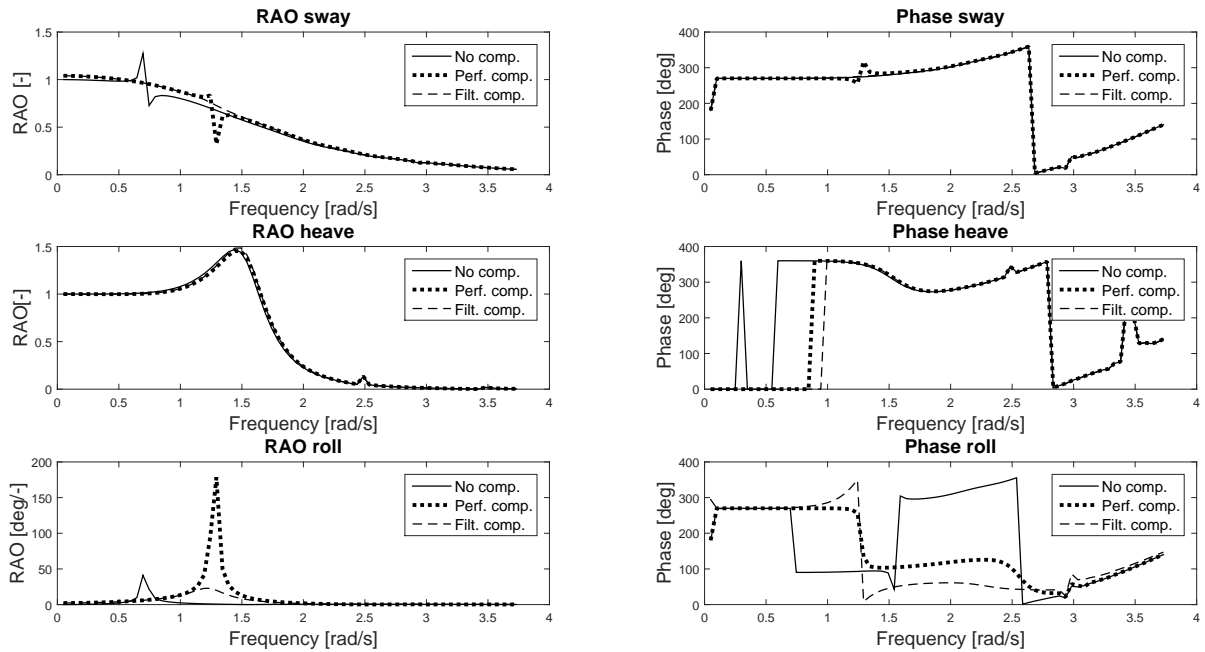 RAO sway
1.5
1
0.5
0
RAO [-]
No comp.
Perf. comp.
Filt. comp.
0 0.5 1 1.5 2 2.5 3 3.5 4
Frequency [rad/s]
Phase sway
400
300
200
100
0
Phase [deg]
No comp.
Perf. comp.
Filt. comp.
0 0.5 1 1.5 2 2.5 3 3.5 4
Frequency [rad/s]
RAO heave
1.5
1
0.5
0
RAO[-]
No comp.
Perf. comp.
Filt. comp.
0 0.5 1 1.5 2 2.5 3 3.5 4
Frequency [rad/s]
Phase heave
400
300
200
100
0
Phase [deg]
No comp.
Perf. comp.
Filt. comp.
0 0.5 1 1.5 2 2.5 3 3.5 4
Frequency [rad/s]
RAO roll
200
150
100
50
0
RAO [deg/-]
No comp.
Perf. comp.
Filt. comp.
0 0.5 1 1.5 2 2.5 3 3.5 4
Frequency [rad/s]
Phase roll
400
300
200
100
0
Phase [deg]
No comp.
Perf. comp.
Filt. comp.
0 0.5 1 1.5 2 2.5 3 3.5 4
Frequency [rad/s]